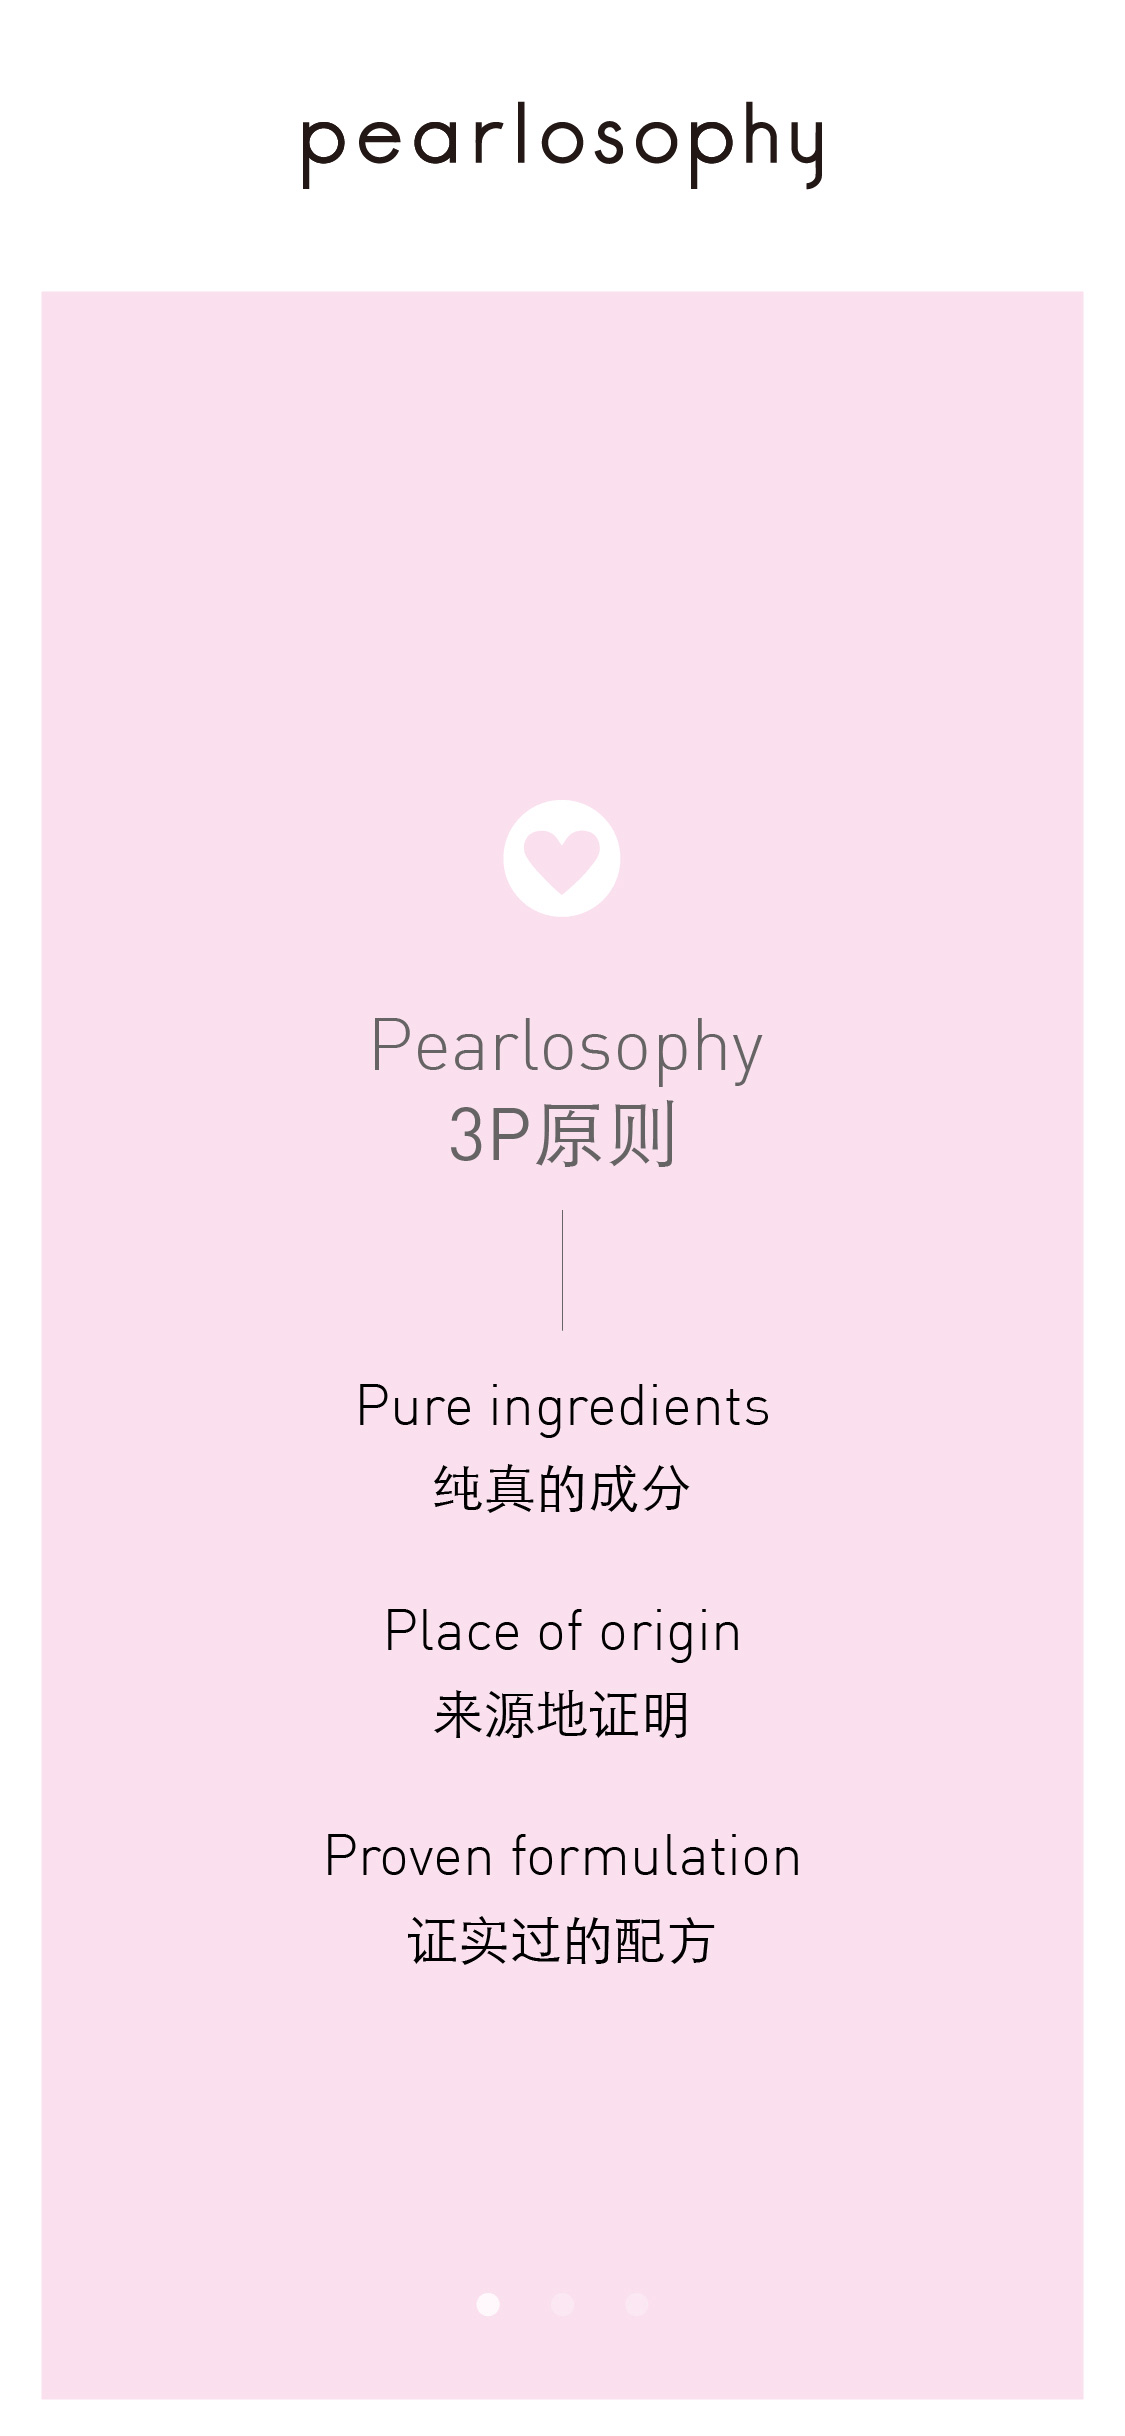 pearlosophy
Pearlosophy
3P原则
Pure ingredients
纯真的成分
Place of origin
来源地证明
Proven formulation
证实过的配方